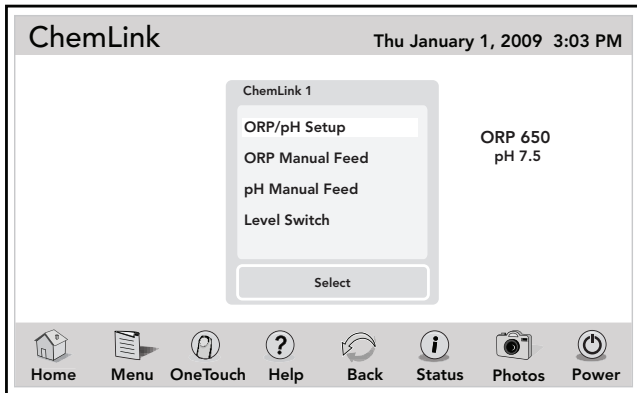 ChemLink
Thu January 1, 2009 3:03 PM
ChemLink 1
ORP/pH Setup
ORP Manual Feed
pH Manual Feed
Level Switch
Select
ORP 650
pH 7.5
Home Menu OneTouch Help Back Status Photos Power